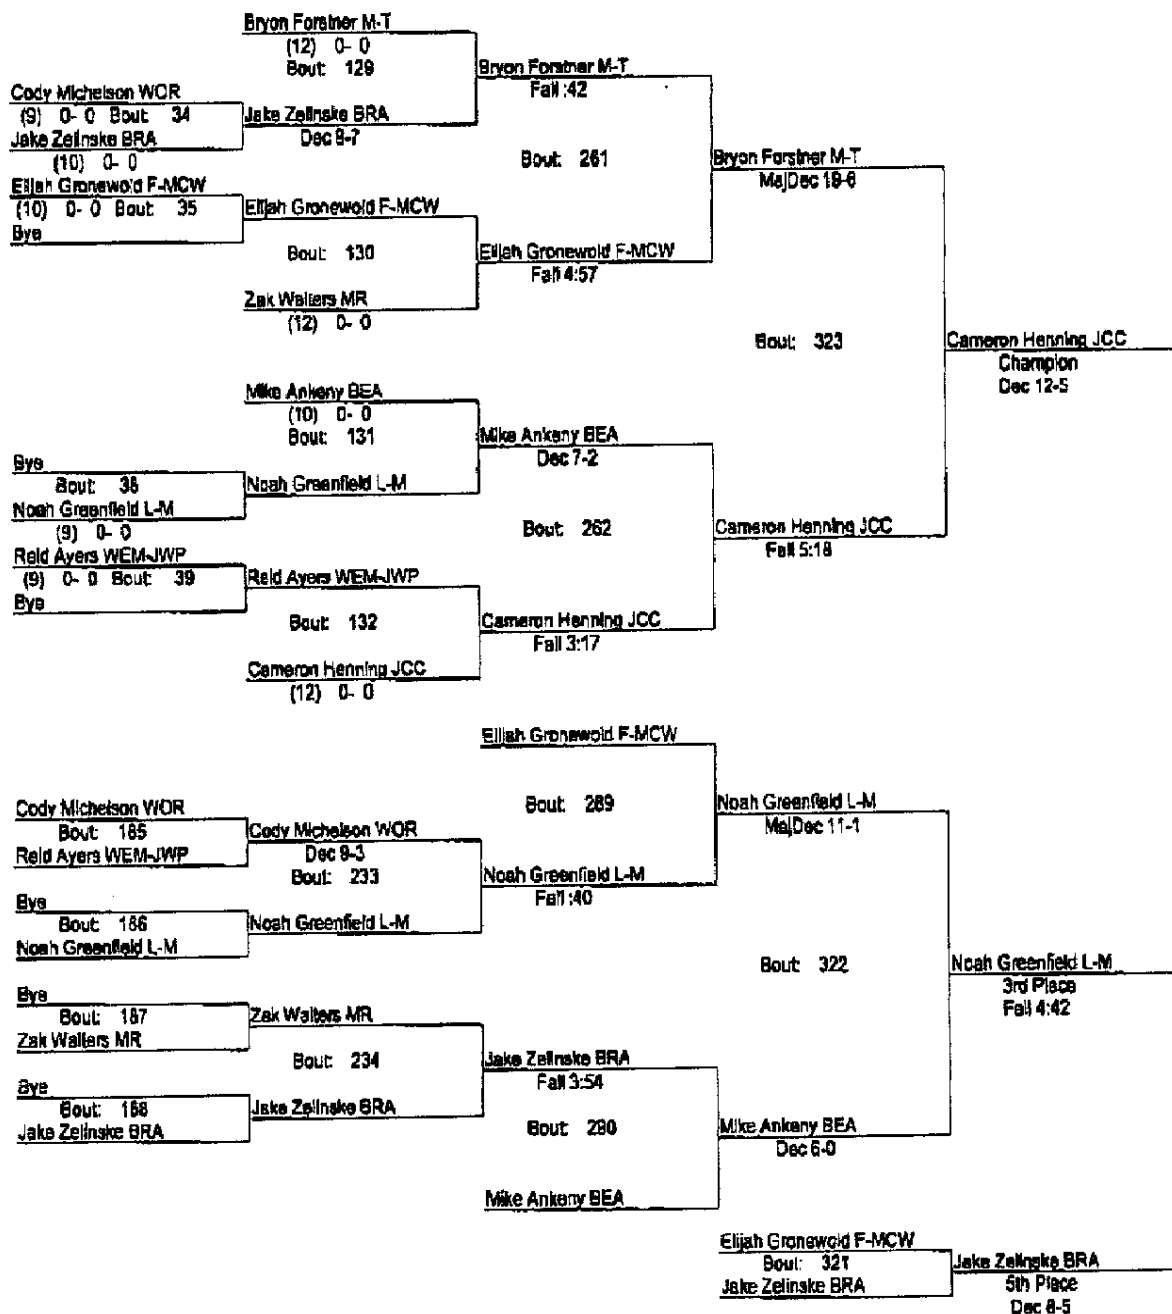 Bryon Forstner M-T
(12) 0- 0
Bout: 129
Bryon Forstner M-T
Fall :42
Cody Michelson WOR
(9) 0- 0 Bout: 34
Jake Zelinske BRA
Dec 9-7
Jake Zelinske BRA
(10) 0- 0
Bout: 261
Bryon Forstner M-T
MajDec 19-6
Elijah Gronewold F-MCW
(10) 0- 0 Bout: 35
Elijah Gronewold F-MCW
Bye
Bout: 130
Elijah Gronewold F-MCW
Fall 4:57
Zak Walters MR
(12) 0- 0
Bout: 323
Cameron Henning JCC
Champion
Dec 12-5
Mike Ankeny BEA
(10) 0- 0
Bout: 131
Mike Ankeny BEA
Dec 7-2
Bye
Bout: 38
Noah Greenfield L-M
Noah Greenfield L-M
(9) 0- 0
Bout: 262
Cameron Henning JCC
Fall 5:18
Reid Ayers WEM-JWP
(9) 0- 0 Bout: 39
Reid Ayers WEM-JWP
Bye
Bout: 132
Cameron Henning JCC
Fall 3:17
Cameron Henning JCC
(12) 0- 0
Elijah Gronewold F-MCW
Bout: 289
Noah Greenfield L-M
MajDec 11-1
Cody Michelson WOR
Bout: 185
Cody Michelson WOR
Dec 9-3
Reid Ayers WEM-JWP
Bout: 233
Noah Greenfield L-M
Fall :40
Bye
Bout: 186
Noah Greenfield L-M
Noah Greenfield L-M
Bout: 322
Noah Greenfield L-M
3rd Place
Fall 4:42
Bye
Bout: 187
Zak Walters MR
Zak Walters MR
Bout: 234
Jake Zelinske BRA
Fall 3:54
Bye
Bout: 188
Jake Zelinske BRA
Jake Zelinske BRA
Bout: 290
Mike Ankeny BEA
Dec 6-0
Mike Ankeny BEA
Elijah Gronewold F-MCW
Bout: 321
Jake Zelinske BRA
Jake Zelinske BRA
5th Place
Dec 8-5